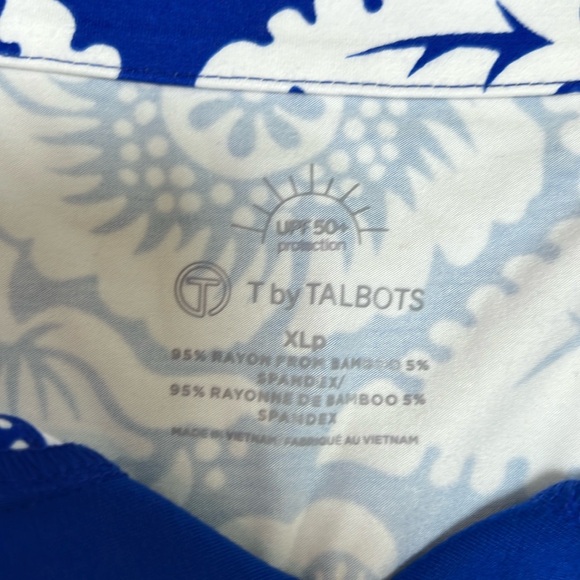 UPF 50+
protection
T by TALBOTS
XLp
95% RAYON FROM BAMBOO 5%
SPANDEX/
95% RAYONNE DE BAMBOO 5%
SPANDEX
MADE IN VIETNAM/FABRIQUÉ AU VIETNAM